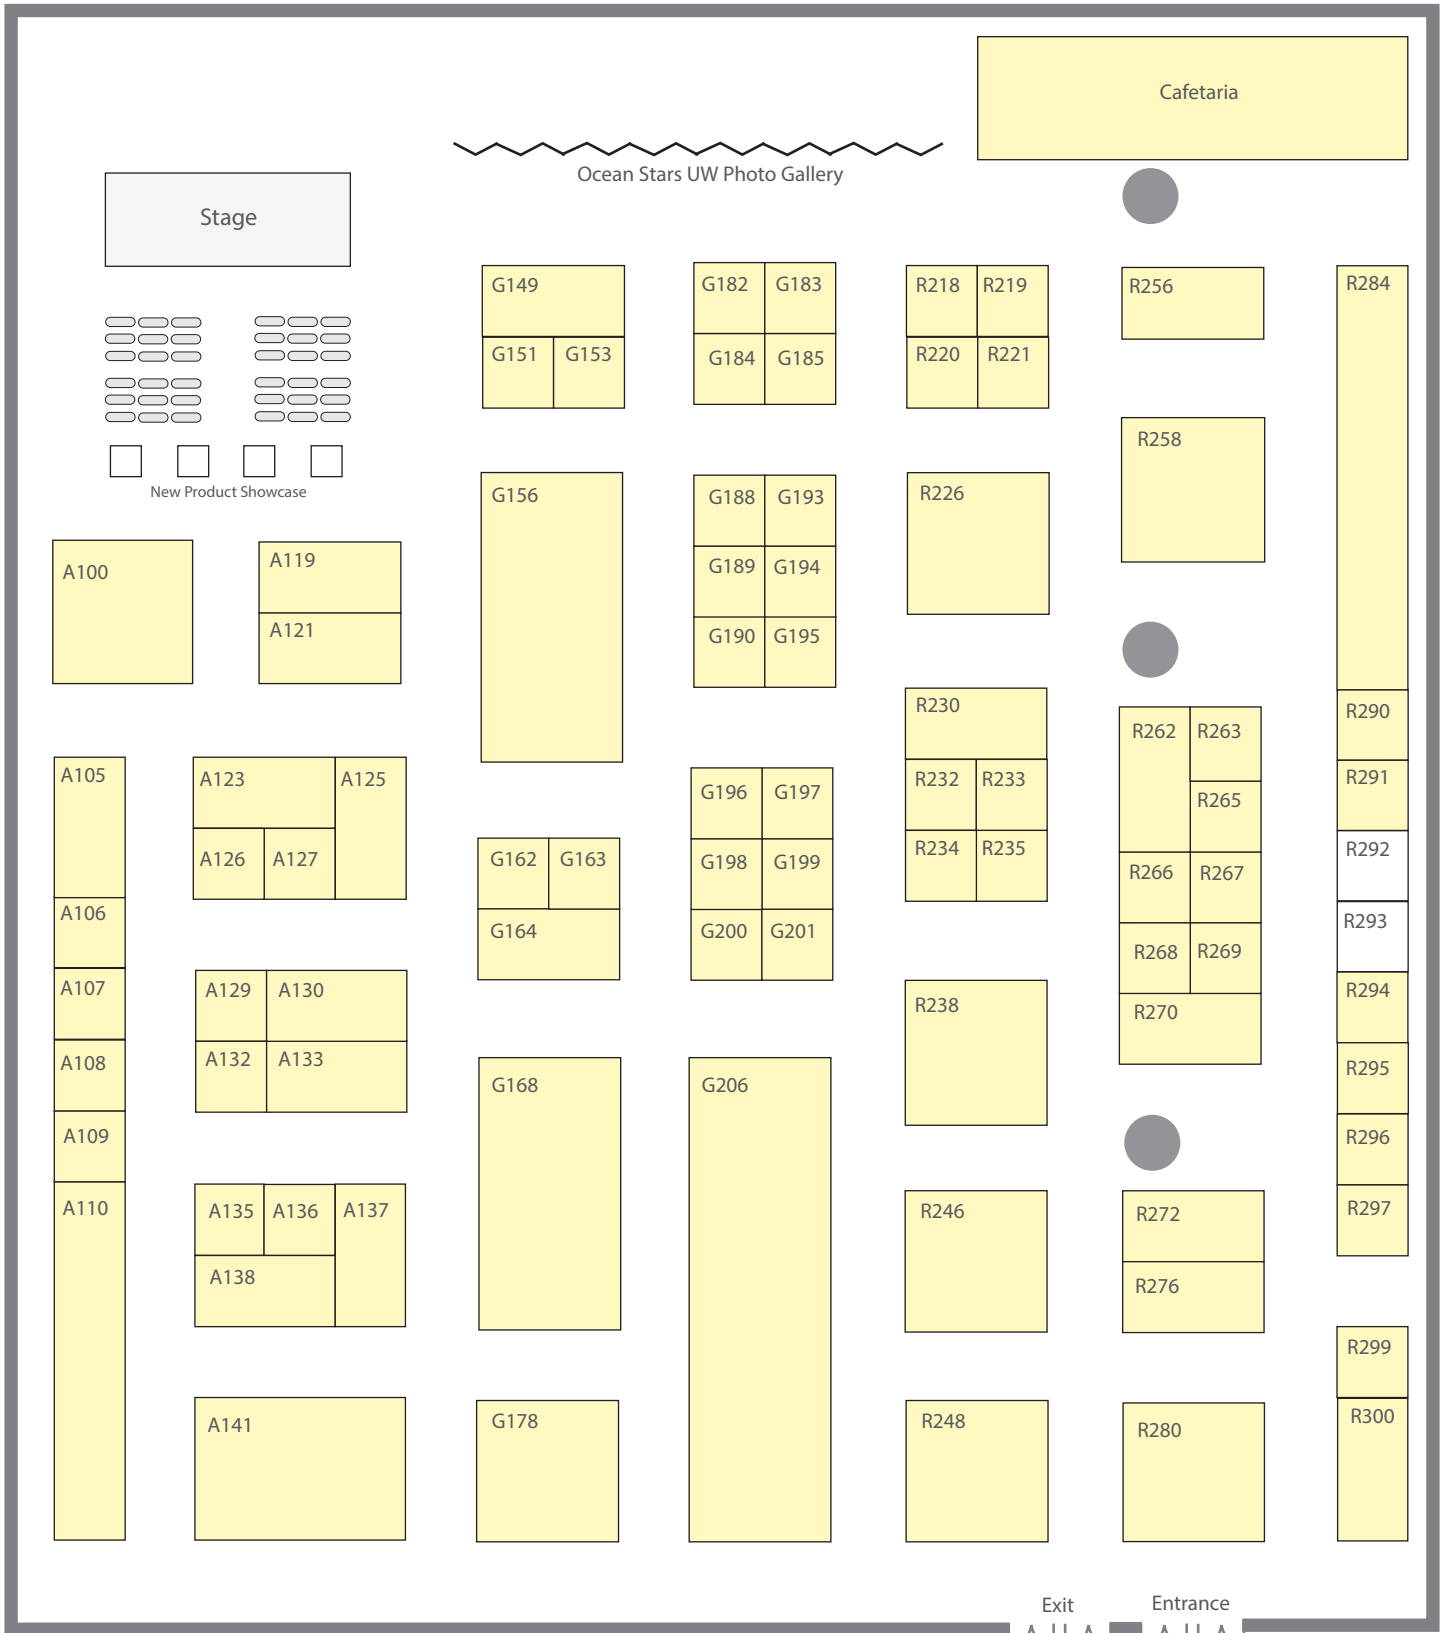 Cafetaria
Ocean Stars UW Photo Gallery
Stage
New Product Showcase
G149
G151 G153
G182 G183
G184 G185
R218 R219
R220 R221
R256
R284
R258
G156
G188 G193
G189 G194
G190 G195
R226
A100
A119
A121
R230
R232 R233
R234 R235
R262 R263
R265
R266 R267
R268 R269
R270
R290
R291
R292
R293
R294
R295
R296
R297
A105
A106
A107
A108
A109
A110
A123 A125
A126 A127
G162 G163
G164
G196 G197
G198 G199
G200 G201
A129 A130
A132 A133
R238
G168
G206
A135 A136 A137
A138
R246
R272
R276
R299
R300
A141
G178
R248
R280
Exit
Entrance